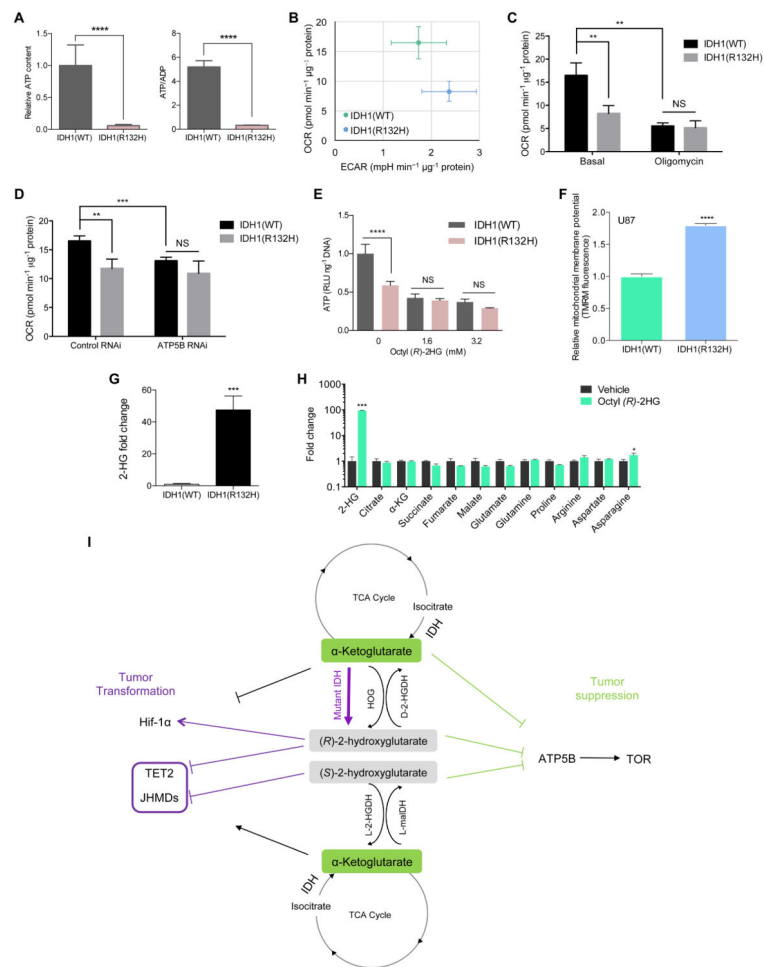 A
Relative ATP content
1.5
1.0
0.5
0.0
****
IDH1(WT)
IDH1(R132H)
ATP/ADP
8
6
4
2
0
****
IDH1(WT)
IDH1(R132H)
B
OCR (pmol min⁻¹ µg⁻¹ protein)
20
15
10
5
0
0
1
2
3
ECAR (mpH min⁻¹ µg⁻¹ protein)
IDH1(WT)
IDH1(R132H)
C
OCR (pmol min⁻¹ µg⁻¹ protein)
25
20
15
10
5
0
**
**
NS
Basal
Oligomycin
IDH1(WT)
IDH1(R132H)
D
OCR (pmol min⁻¹ µg⁻¹ protein)
20
15
10
5
0
***
**
NS
Control RNAi
ATP5B RNAi
IDH1(WT)
IDH1(R132H)
E
ATP (RLU ng⁻¹ DNA)
1.5
1.0
0.5
0.0
****
NS
NS
0
1.6
3.2
Octyl (R)-2HG (mM)
IDH1(WT)
IDH1(R132H)
F
Relative mitochondrial membrane potential
(TMRM fluorescence)
2.0
1.5
1.0
0.5
0.0
U87
****
IDH1(WT)
IDH1(R132H)
G
2-HG fold change
60
40
20
0
***
IDH1(WT)
IDH1(R132H)
H
Fold change
1000
100
10
1
0.1
***
*
Vehicle
Octyl (R)-2HG
2-HG
Citrate
α-KG
Succinate
Fumarate
Malate
Glutamate
Glutamine
Proline
Arginine
Aspartate
Asparagine
I
TCA Cycle
Isocitrate
IDH
α-Ketoglutarate
Tumor
Transformation
Tumor
suppression
Mutant IDH
HOG
D-2-HGDH
Hif-1α
(R)-2-hydroxyglutarate
(S)-2-hydroxyglutarate
ATP5B
TOR
TET2
JHMDs
L-2-HGDH
L-malDH
α-Ketoglutarate
IDH
Isocitrate
TCA Cycle